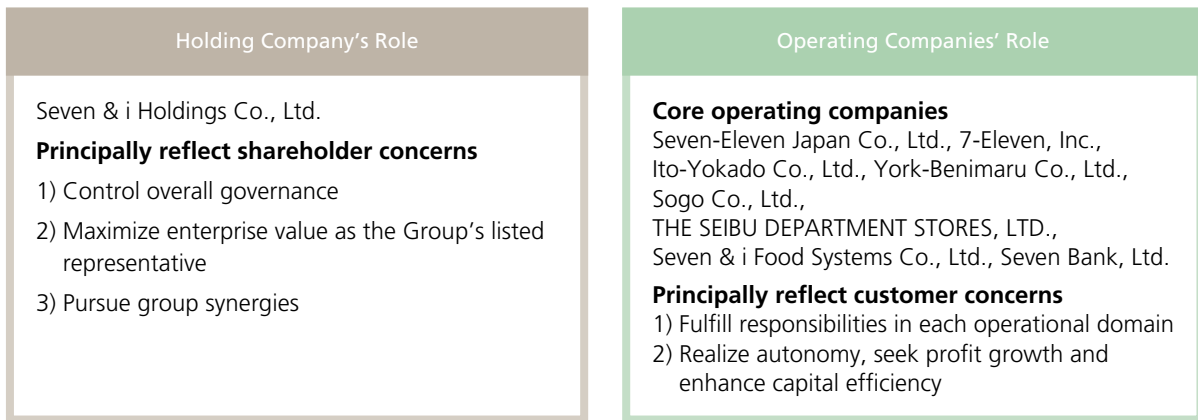 Holding Company's Role
Seven & i Holdings Co., Ltd.
Principally reflect shareholder concerns
1) Control overall governance
2) Maximize enterprise value as the Group's listed
representative
3) Pursue group synergies
Operating Companies' Role
Core operating companies
Seven-Eleven Japan Co., Ltd., 7-Eleven, Inc.,
Ito-Yokado Co., Ltd., York-Benimaru Co., Ltd.,
Sogo Co., Ltd.,
THE SEIBU DEPARTMENT STORES, LTD.,
Seven & i Food Systems Co., Ltd., Seven Bank, Ltd.
Principally reflect customer concerns
1) Fulfill responsibilities in each operational domain
2) Realize autonomy, seek profit growth and
enhance capital efficiency